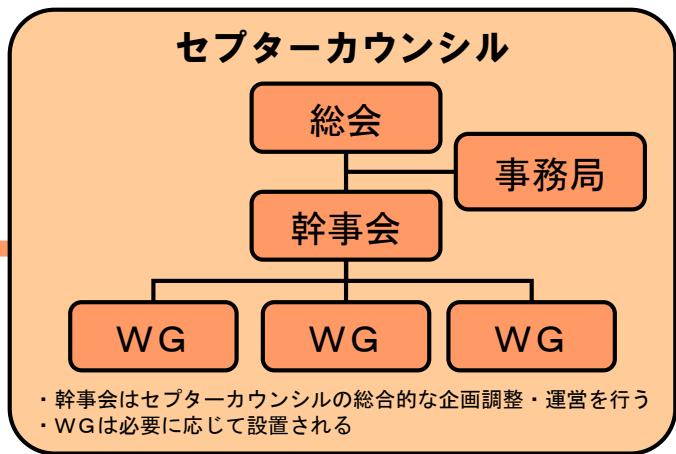 セプターカウンシル
総会
事務局
幹事会
ＷＧ
ＷＧ
ＷＧ
・幹事会はセプターカウンシルの総合的な企画調整・運営を行う
・ＷＧは必要に応じて設置される